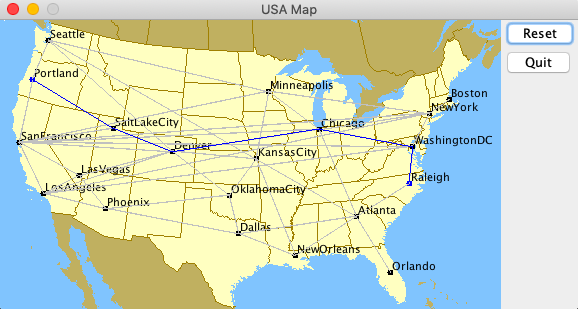 USA Map
Reset
Quit
Seattle
Portland
Minneapolis
Boston
NewYork
SaltLakeCity
Chicago
SanFrancisco
Denver
WashingtonDC
KansasCity
LasVegas
Raleigh
LosAngeles
OklahomaCity
Phoenix
Atlanta
Dallas
NewOrleans
Orlando